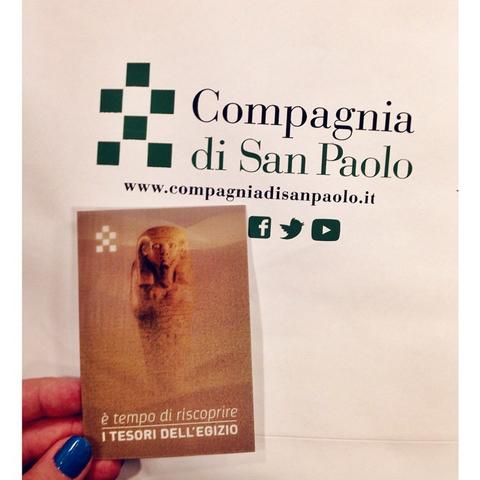 Compagnia
di San Paolo
www.compagniadisanpaolo.it
è tempo di riscoprire
I TESORI DELL'EGIZIO